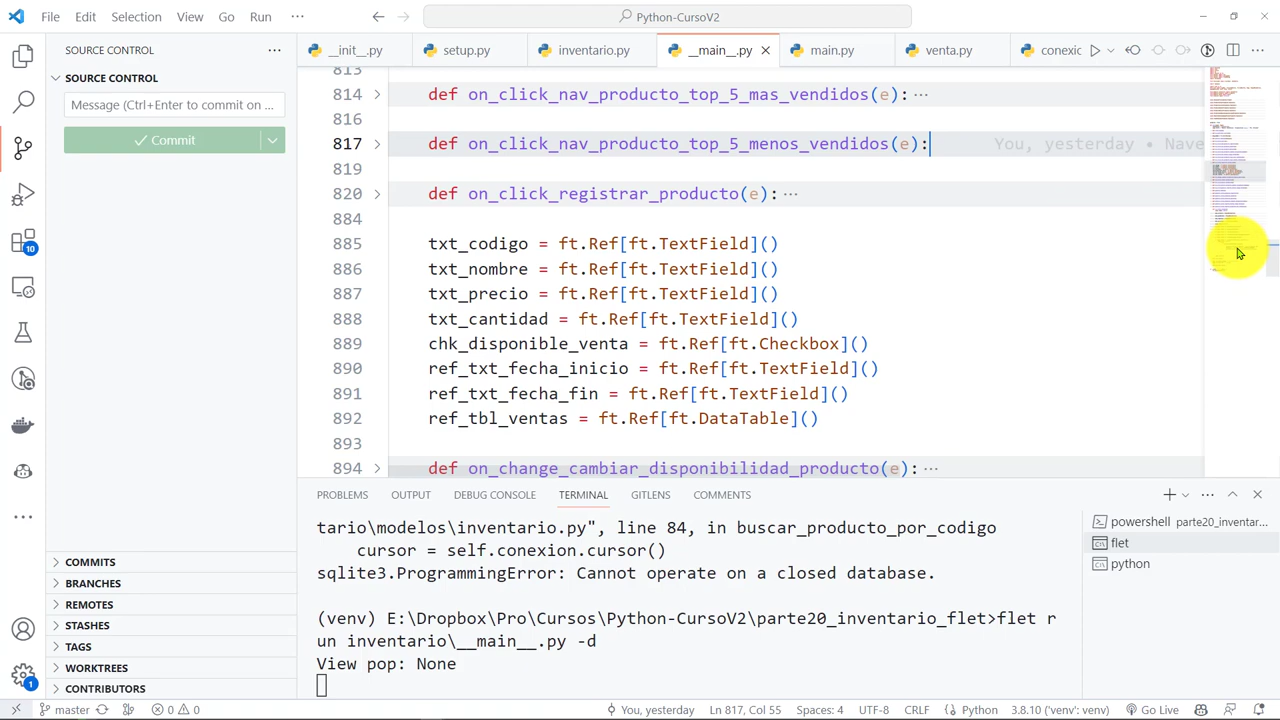 File Edit Selection View Go Run ··· Python-CursoV2
SOURCE CONTROL ···
SOURCE CONTROL
Message (Ctrl+Enter to commit on ...
Commit
COMMITS
BRANCHES
REMOTES
STASHES
TAGS
WORKTREES
CONTRIBUTORS
10
1
__init__.py setup.py inventario.py __main__.py main.py venta.py conexic
813
814 def on_click_nav_producto_top_5_mas_vendidos(e):···
816
817 def on_click_nav_producto_top_5_menos_vendidos(e):
(e
884
885 txt_codigo = ft.Ref[ft.TextField]()
886 txt_nombre = ft.Ref[ft.TextField]()
887 txt_precio = ft.Ref[ft.TextField]()
888 txt_cantidad = ft.Ref[ft.TextField]()
889 chk_disponible_venta = ft.Ref[ft.Checkbox]()
890 ref_txt_fecha_inicio = ft.Ref[ft.TextField]()
891 ref_txt_fecha_fin = ft.Ref[ft.TextField]()
892 ref_tbl_ventas = ft.Ref[ft.DataTable]()
893
894 def on_change_cambiar_disponibilidad_producto(e):···
PROBLEMS OUTPUT DEBUG CONSOLE TERMINAL GITLENS COMMENTS
tario\modelos\inventario.py", line 84, in buscar_producto_por_codigo
cursor = self.conexion.cursor()
sqlite3.ProgrammingError: Cannot operate on a closed database.
(venv) E:\Dropbox\Pro\Cursos\Python-CursoV2\parte20_inventario_flet>flet r
un inventario\__main__.py -d
View pop: None
powershell parte20_inventar...
flet
python
master 0 0 You, yesterday Ln 817, Col 55 Spaces: 4 UTF-8 CRLF Python 3.8.10 ('venv': venv) Go Live